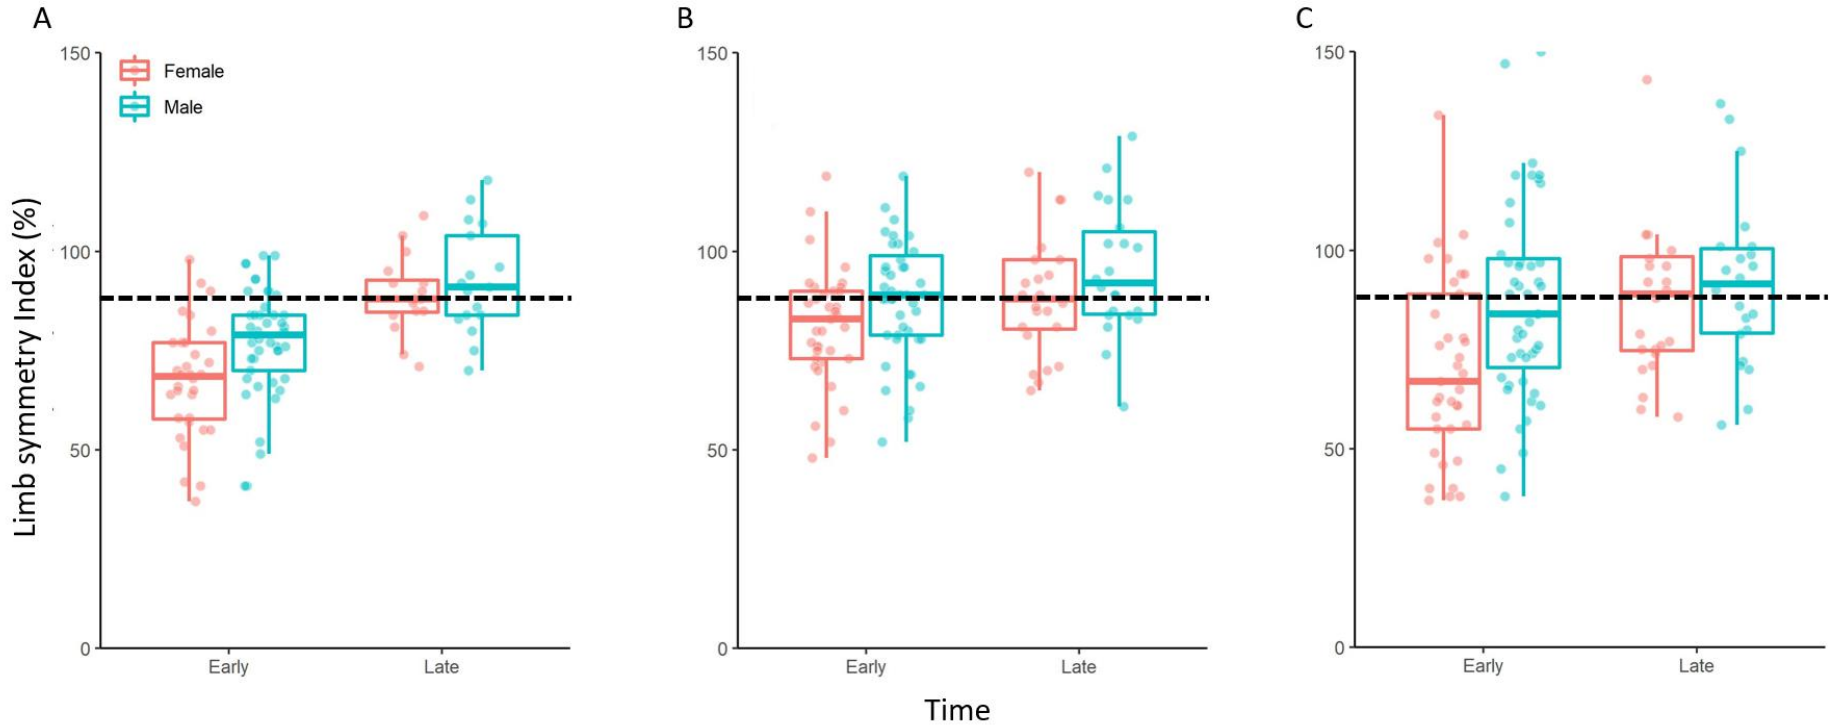 A
B
C
150
100
50
0
Female
Male
Early
Late
150
100
50
0
Early
Late
150
100
50
0
Early
Late
Limb symmetry Index (%)
Time